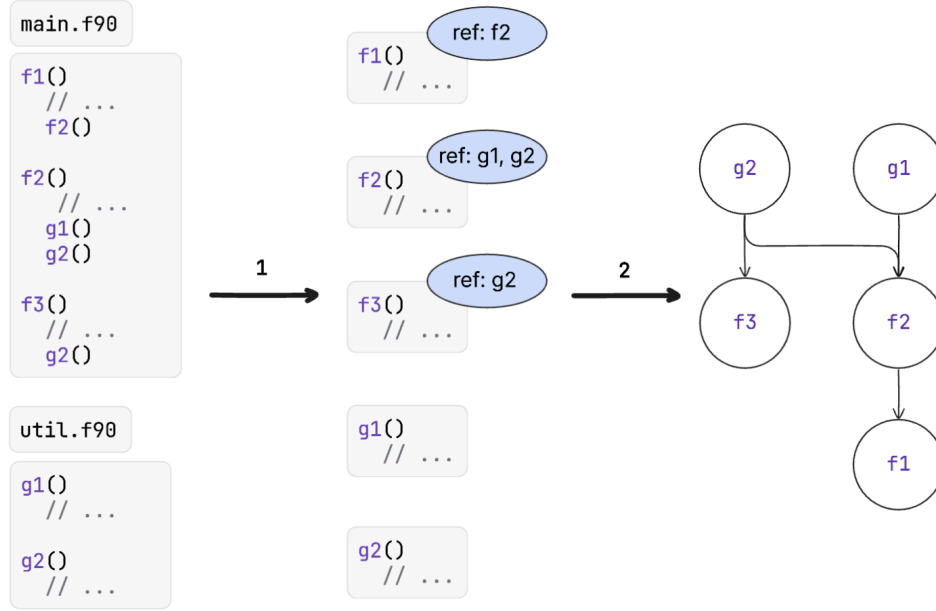 main.f90
f1()
// ...
f2()
f2()
// ...
g1()
g2()
f3()
// ...
g2()
util.f90
g1()
// ...
g2()
// ...
1
ref: f2
f1()
// ...
ref: g1, g2
f2()
// ...
ref: g2
f3()
// ...
g1()
// ...
g2()
// ...
2
g2
g1
f3
f2
f1